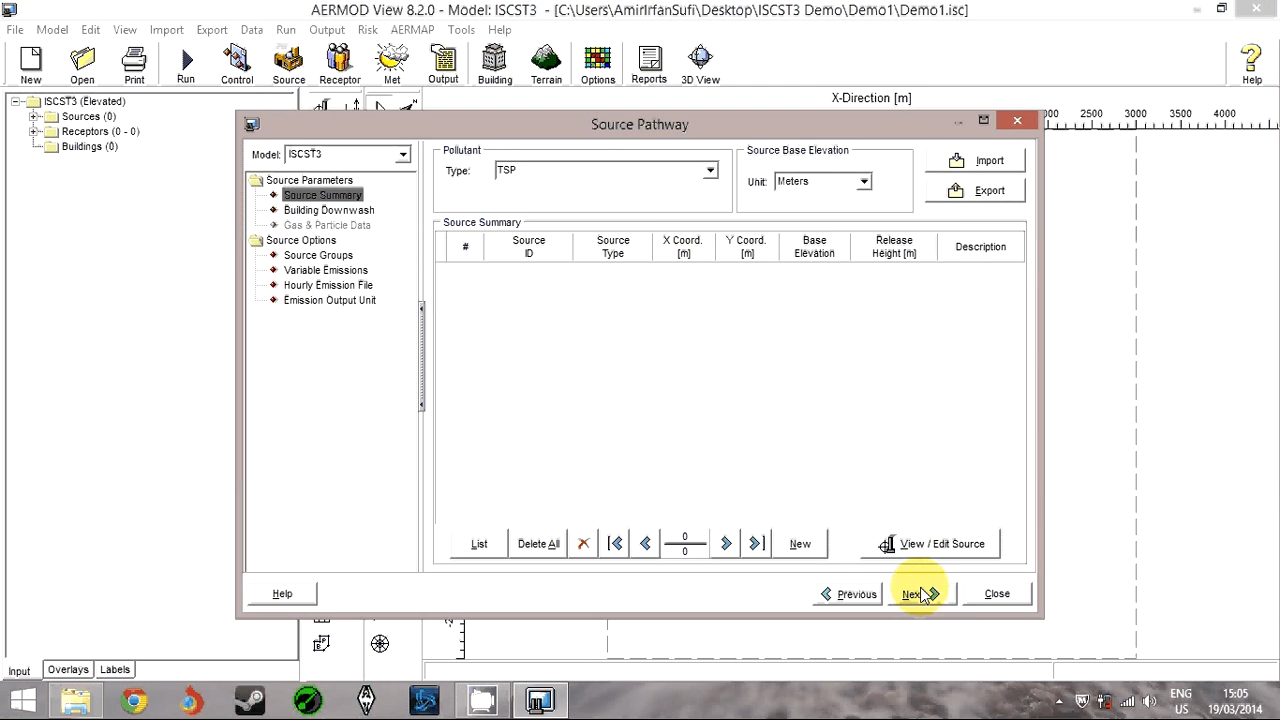 AERMOD View 8.2.0 - Model: ISCST3 - [C:\Users\AmirIrfanSufi\Desktop\ISCST3 Demo\Demo1\Demo1.isc]
File Model Edit View Import Export Data Run Output Risk AERMAP Tools Help
New Open Print Run Control Source Receptor Met Output Building Terrain Options Reports 3D View Help
ISCST3 (Elevated)
Sources (0)
Receptors (0 - 0)
Buildings (0)
X-Direction [m]
2500 3000 3500 4000
Source Pathway
Model: ISCST3
Source Parameters
Source Summary
Building Downwash
Gas & Particle Data
Source Options
Source Groups
Variable Emissions
Hourly Emission File
Emission Output Unit
Pollutant
Type: TSP
Source Base Elevation
Unit: Meters
Import
Export
Source Summary
# Source ID Source Type X Coord. [m] Y Coord. [m] Base Elevation Release Height [m] Description
List Delete All 0 0 New View / Edit Source
Help Previous Next Close
Input Overlays Labels
ENG US 15:05 19/03/2014